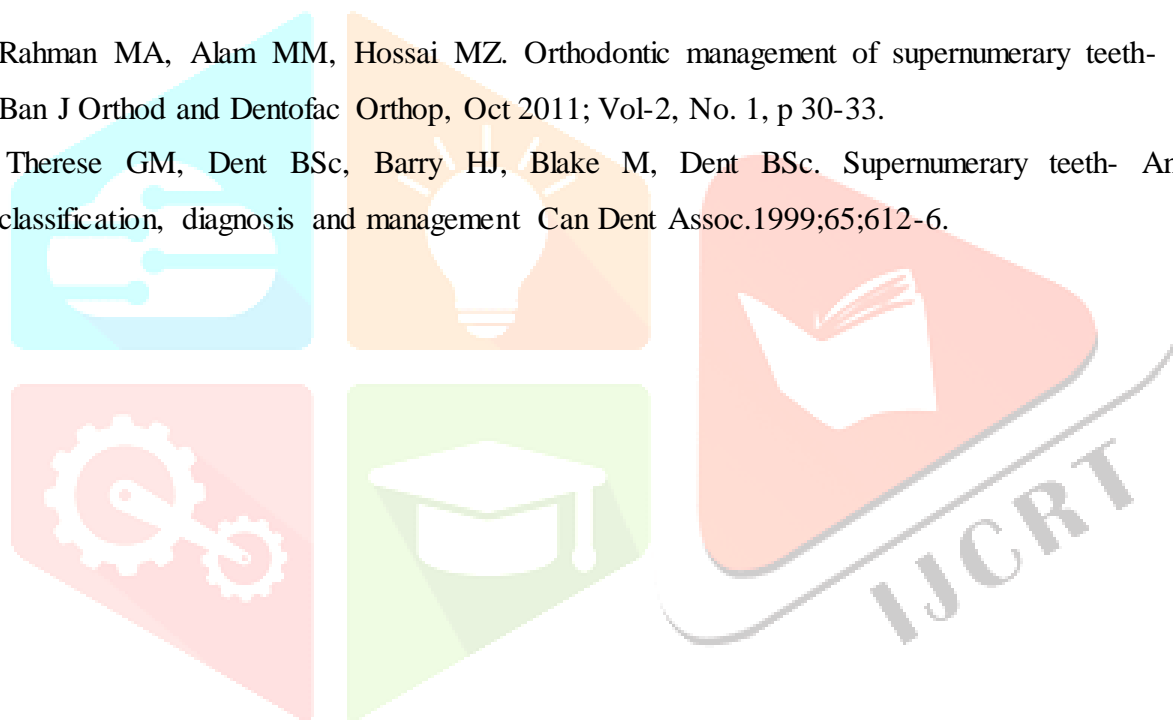 Rahman MA, Alam MM, Hossai MZ. Orthodontic management of supernumerary teeth-
Ban J Orthod and Dentofac Orthop, Oct 2011; Vol-2, No. 1, p 30-33.
Therese GM, Dent BSc, Barry HJ, Blake M, Dent BSc. Supernumerary teeth- An
classification, diagnosis and management Can Dent Assoc.1999;65;612-6.
IJCRT